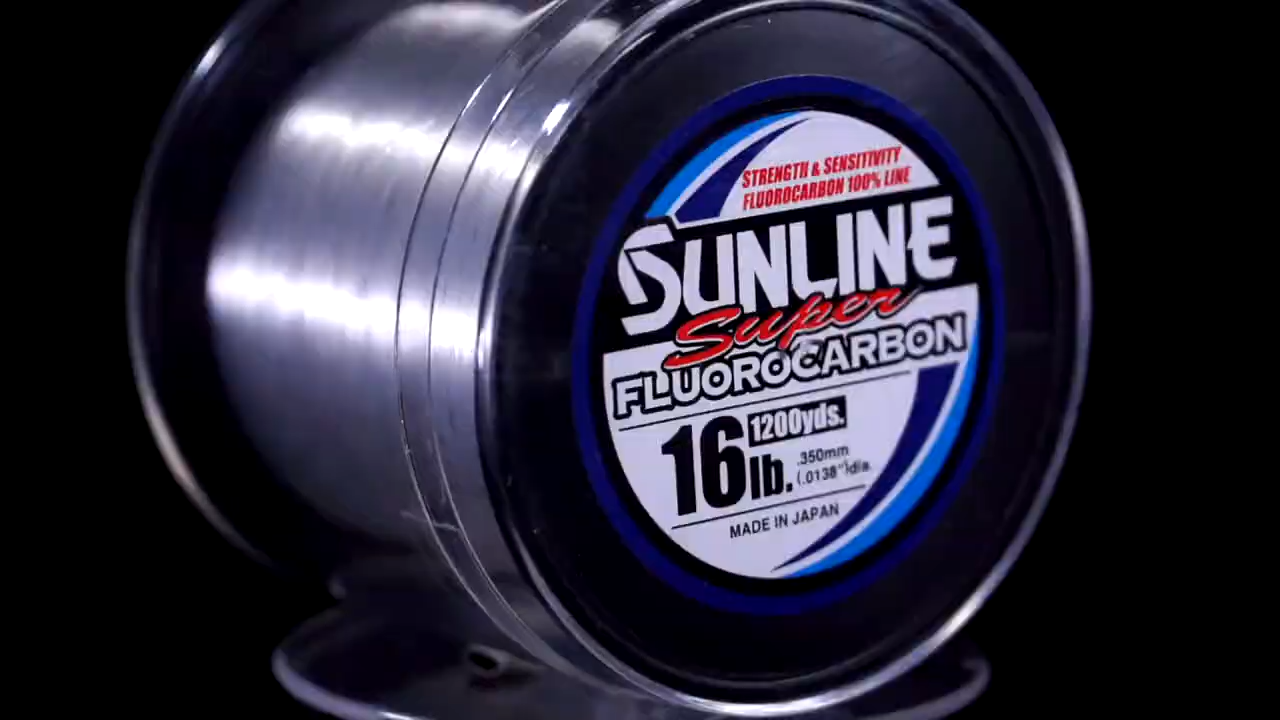 STRENGTH & SENSITIVITY
FLUOROCARBON 100% LINE
SUNLINE
Super
FLUOROCARBON
16lb. 1200yds.
.350mm
(.0138")dia.
MADE IN JAPAN